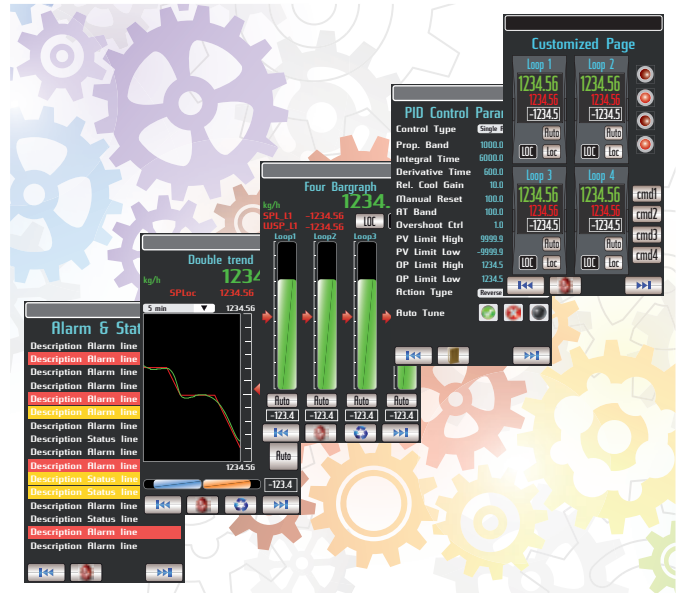 Customized Page
Loop 1
1234.56
1234.56
-1234.5
Auto
LOC Loc
Loop 2
1234.56
1234.56
-1234.5
Auto
LOC Loc
Loop 3
1234.56
1234.56
-1234.5
Auto
LOC Loc
Loop 4
1234.56
1234.56
-1234.5
Auto
LOC Loc
cmd1
cmd2
cmd3
cmd4
PID Control Param
Control Type Single
Prop. Band 1000.0
Integral Time 6000.0
Derivative Time 600.0
Rel. Cool Gain 10.0
Manual Reset 100.0
AT Band 100.0
Overshoot Ctrl 1.0
PV Limit High 9999.9
PV Limit Low -9999.9
OP Limit High 1234.5
OP Limit Low 1234.5
Action Type Reverse
Auto Tune
Four Bargraph
kg/h 1234.
SPL_L1 -1234.56
WSP_L1 -1234.56
LOC
Loop1 Loop2 Loop3
Auto Auto Auto Auto
-123.4 -123.4 -123.4 -123.4
Double trend
kg/h 1234
SPLoc 1234.56
5 min 1234.56
1234.56
Auto
-123.4
Alarm & Stat
Description Alarm line
Description Alarm line
Description Alarm line
Description Alarm line
Description Alarm line
Description Alarm line
Description Alarm line
Description Status line
Description Alarm line
Description Alarm line
Description Status line
Description Status line
Description Alarm line
Description Status line
Description Alarm line
Description Alarm line